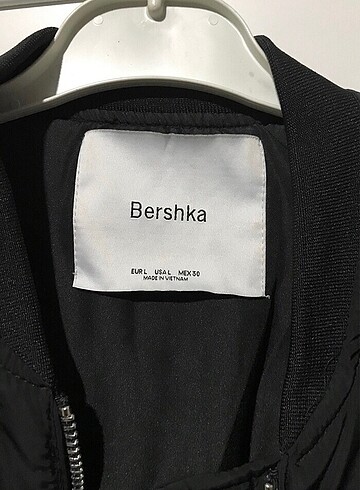 Bershka
EUR L USA L MEX 30
MADE IN VIETNAM